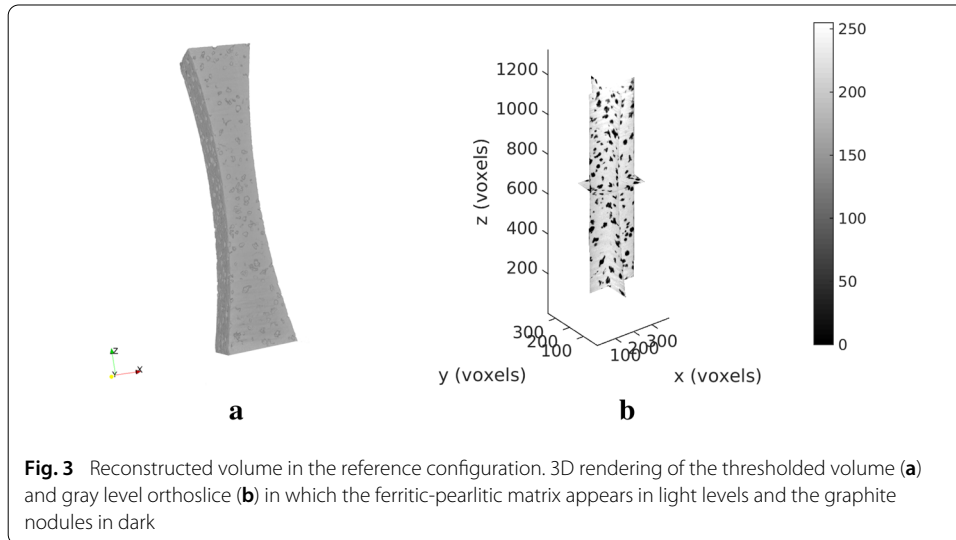 Z
X
Y
a
1200
1000
800
600
400
200
z (voxels)
300
200
100
y (voxels)
100
200
300
x (voxels)
b
250
200
150
100
50
0
Fig. 3 Reconstructed volume in the reference configuration. 3D rendering of the thresholded volume (a)
and gray level orthoslice (b) in which the ferritic-pearlitic matrix appears in light levels and the graphite
nodules in dark